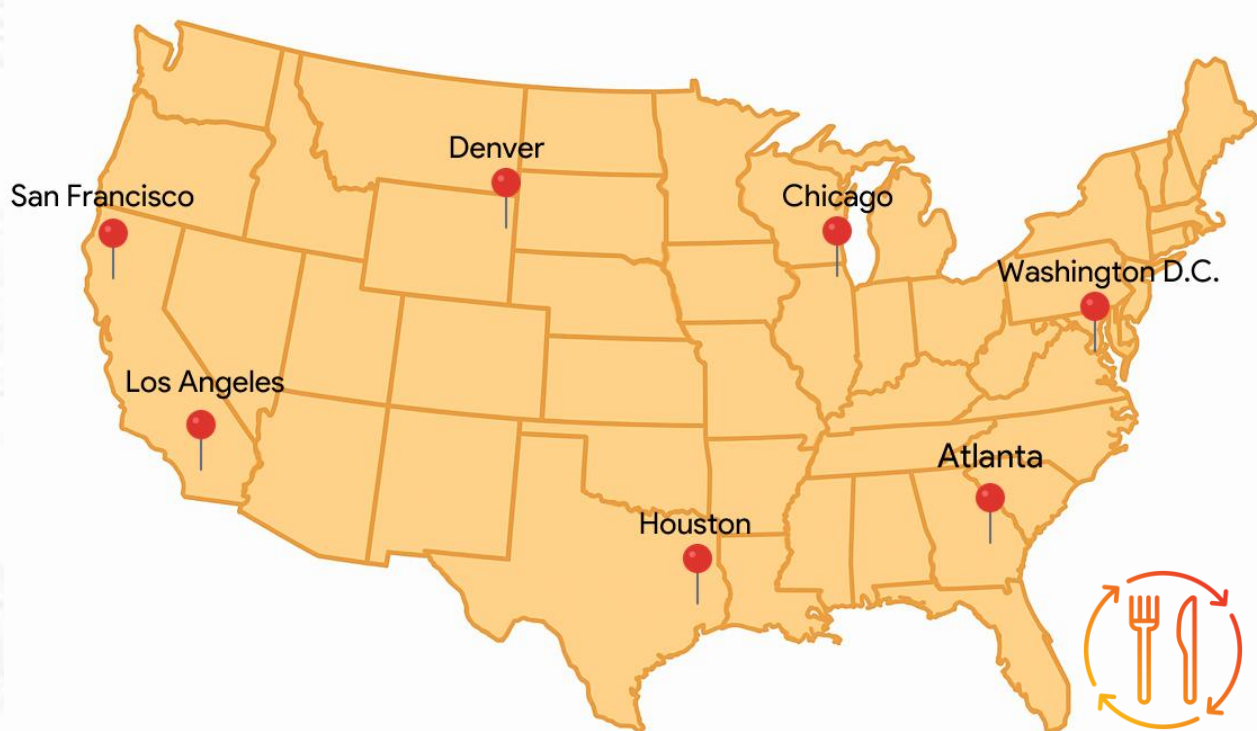 Denver
San Francisco
Chicago
Washington D.C.
Los Angeles
Atlanta
Houston